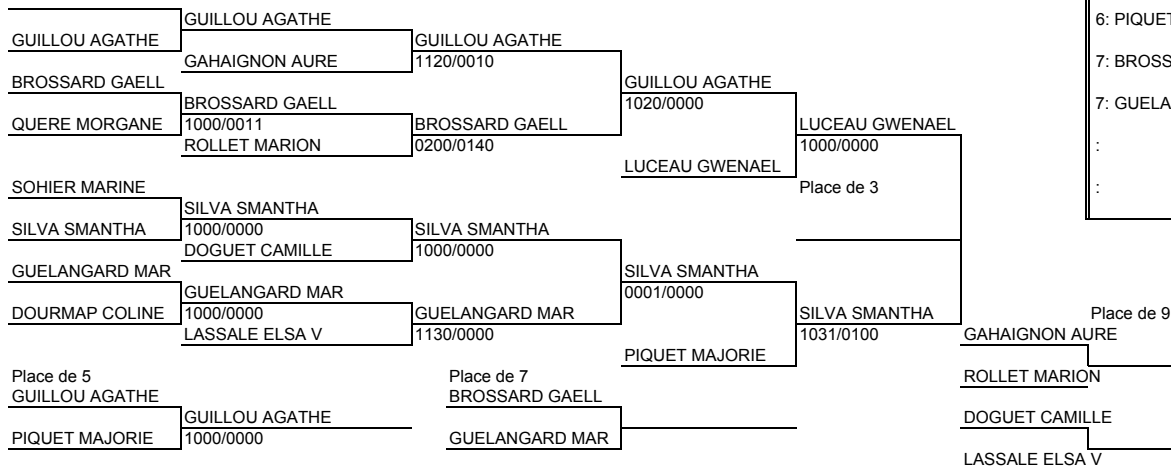 GUILLOU AGATHE
6: PIQUET
GUILLOU AGATHE
GUILLOU AGATHE
GAHAIGNON AURE
1120/0010
7: BROSS
BROSSARD GAELL
GUILLOU AGATHE
BROSSARD GAELL
1020/0000
7: GUELA
QUERE MORGANE
1000/0011
BROSSARD GAELL
LUCEAU GWENAEL
ROLLET MARION
0200/0140
1000/0000
:
LUCEAU GWENAEL
SOHIER MARINE
Place de 3
:
SILVA SMANTHA
SILVA SMANTHA
1000/0000
SILVA SMANTHA
DOGUET CAMILLE
1000/0000
GUELANGARD MAR
SILVA SMANTHA
GUELANGARD MAR
0001/0000
DOURMAP COLINE
1000/0000
GUELANGARD MAR
SILVA SMANTHA
Place de 9
LASSALE ELSA V
1130/0000
1031/0100
GAHAIGNON AURE
PIQUET MAJORIE
Place de 5
Place de 7
ROLLET MARION
GUILLOU AGATHE
BROSSARD GAELL
GUILLOU AGATHE
DOGUET CAMILLE
PIQUET MAJORIE
1000/0000
GUELANGARD MAR
LASSALE ELSA V